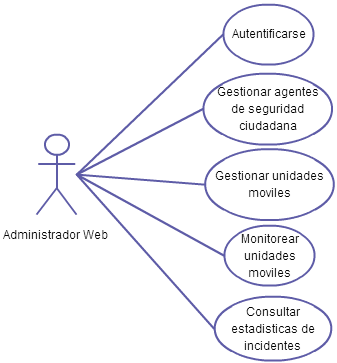 Autentificarse
Gestionar agentes
de seguridad
ciudadana
Gestionar unidades
moviles
Administrador Web
Monitorear
unidades
moviles
Consultar
estadisticas de
incidentes